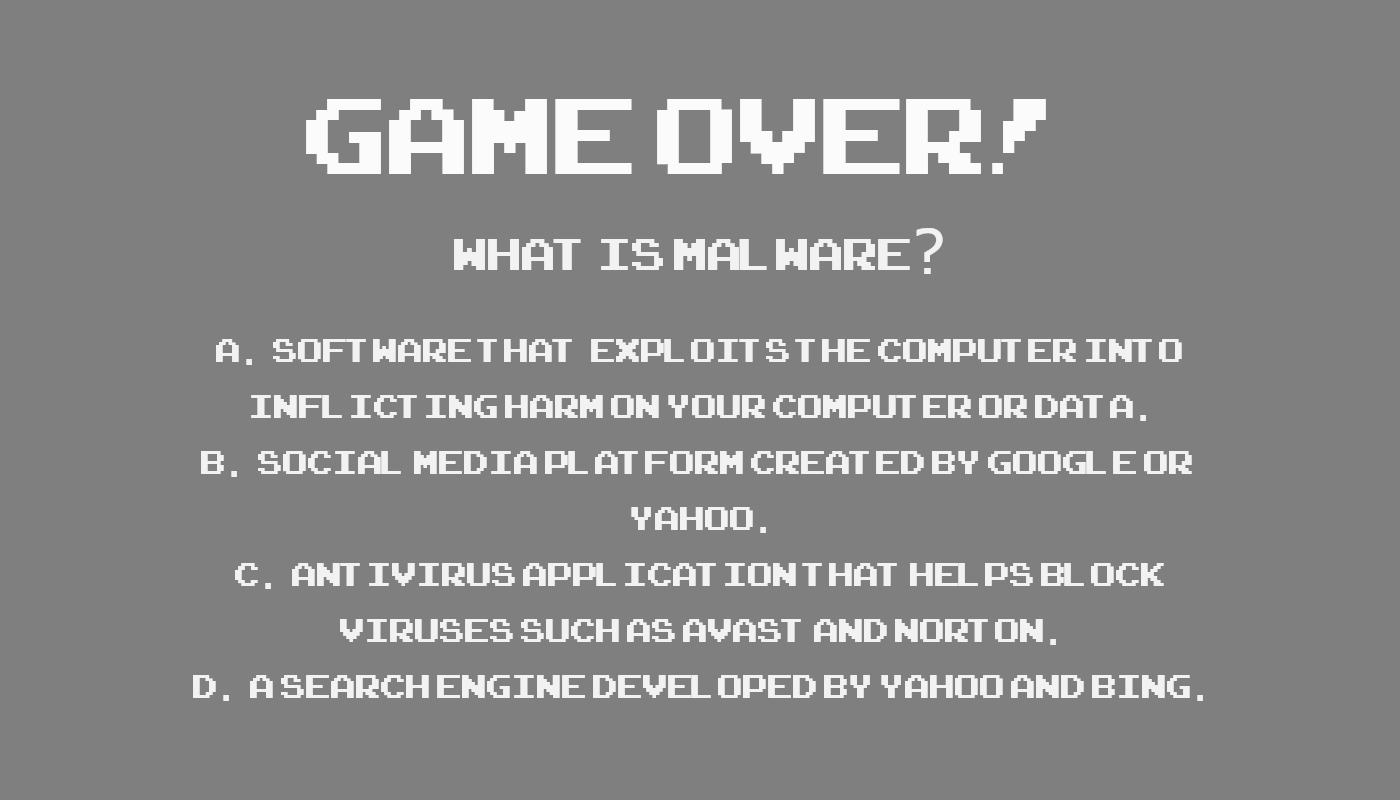 GAME OVER!
WHAT IS MALWARE?
A. SOFTWARE THAT EXPLOITS THE COMPUTER INTO
INFLICTING HARM ON YOUR COMPUTER OR DATA.
B. SOCIAL MEDIA PLATFORM CREATED BY GOOGLE OR
YAHOO.
C. ANTIVIRUS APPLICATION THAT HELPS BLOCK
VIRUSES SUCH AS AVAST AND NORTON.
D. A SEARCH ENGINE DEVELOPED BY YAHOO AND BING.